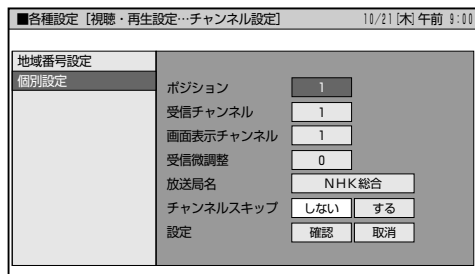 ■各種設定［視聴・再生設定…チャンネル設定］ 10/21[木]午前 9:00
地域番号設定
個別設定
ポジション 1
受信チャンネル 1
画面表示チャンネル 1
受信微調整 0
放送局名 NHK総合
チャンネルスキップ しない する
設定 確認 取消